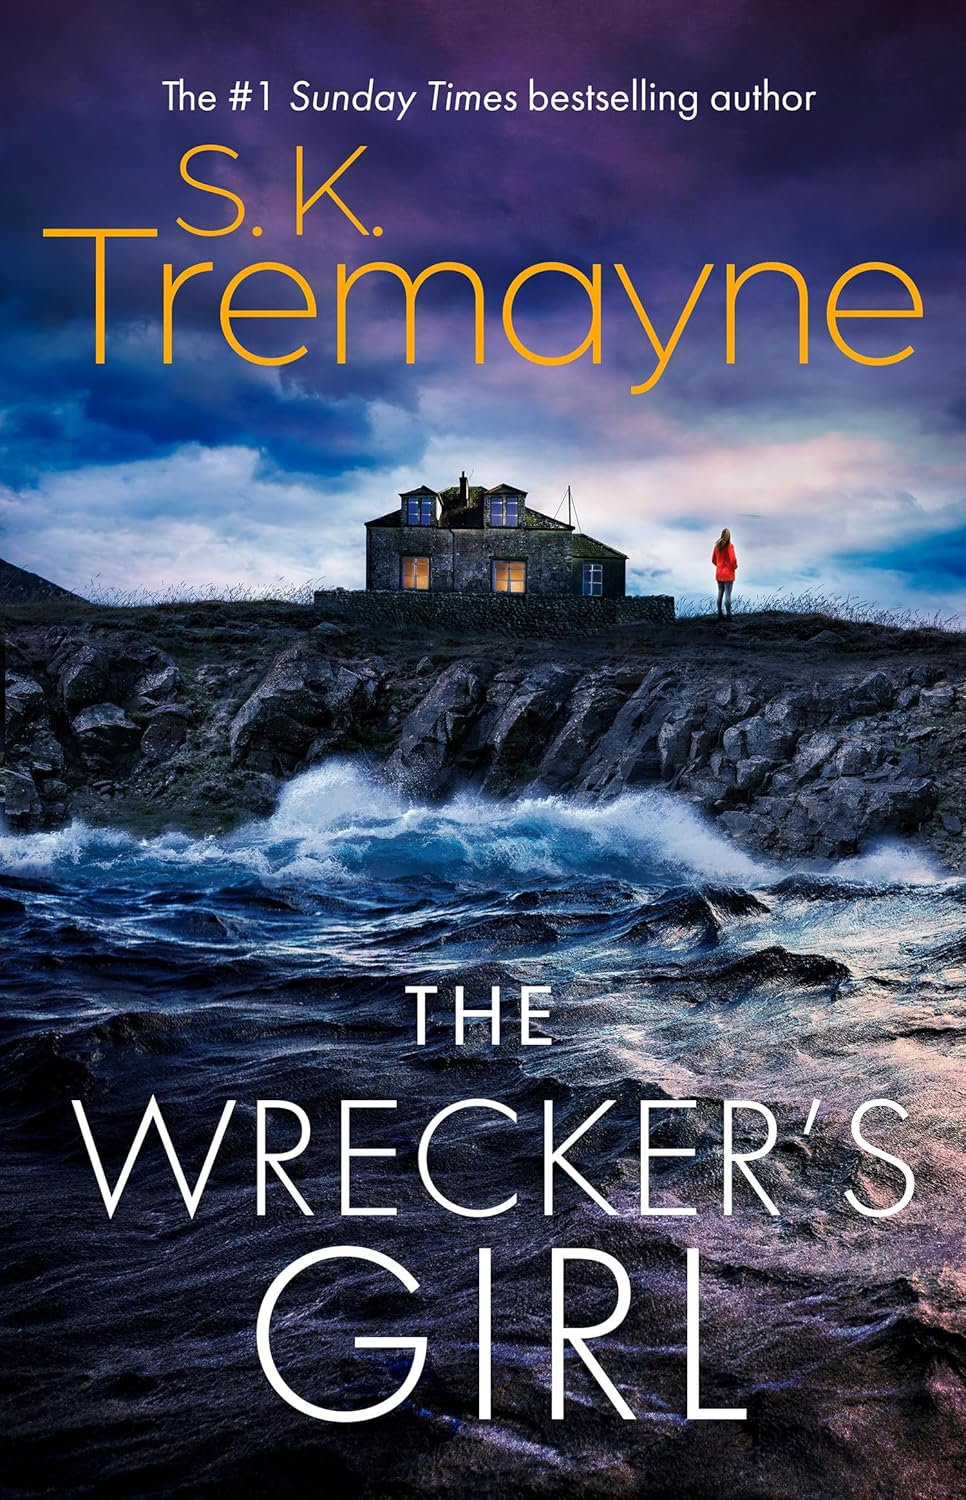 The #1 Sunday Times bestselling author
S. K.
Tremayne
THE
WRECKER'S
GIRL